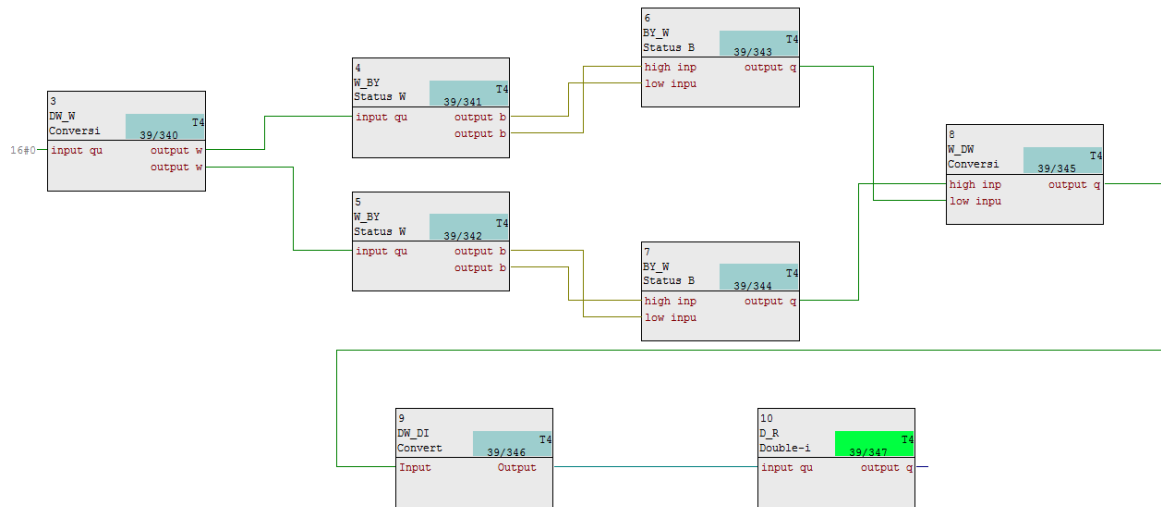 3
DW_W
Conversi
T4
39/340
16#0
input qu
output w
output w
4
W_BY
Status W
T4
39/341
input qu
output b
output b
5
W_BY
Status W
T4
39/342
input qu
output b
output b
6
BY_W
Status B
T4
39/343
high inp
output q
low inpu
7
BY_W
Status B
T4
39/344
high inp
output q
low inpu
8
W_DW
Conversi
T4
39/345
high inp
output q
low inpu
9
DW_DI
Convert
T4
39/346
Input
Output
10
D_R
Double-i
T4
39/347
input qu
output q